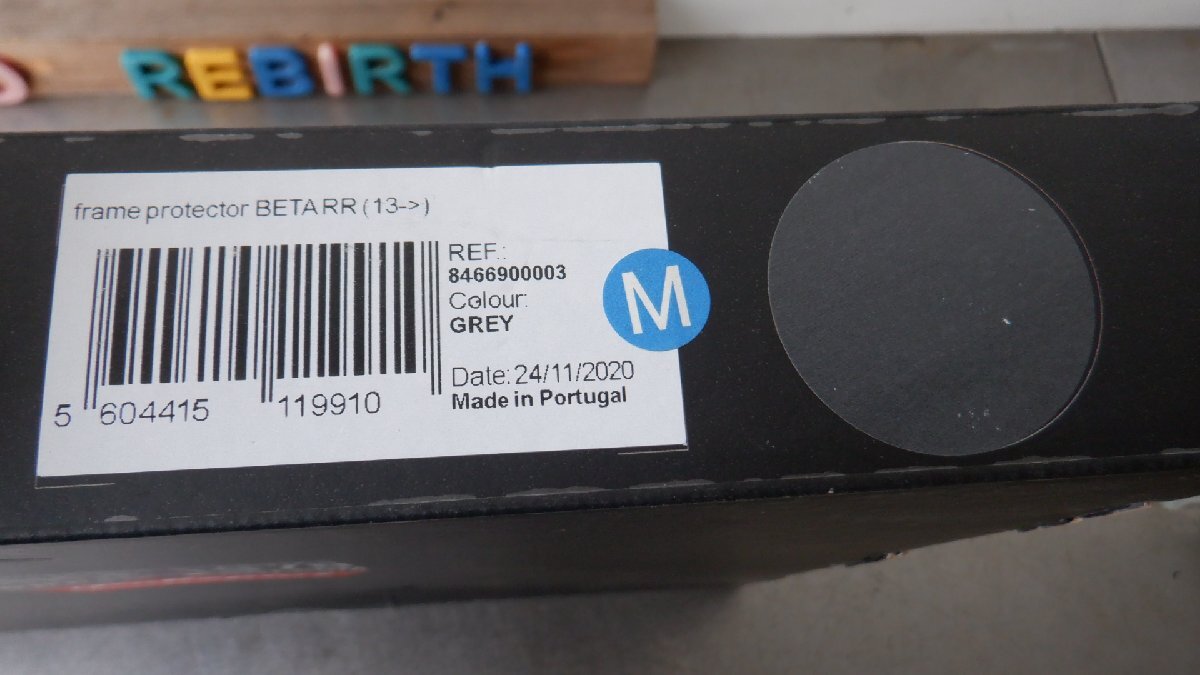 REBIRTH
frame protector BETA RR (13->)
REF.:
8466900003
Colour:
GREY
M
Date: 24/11/2020
Made in Portugal
5 604415 119910